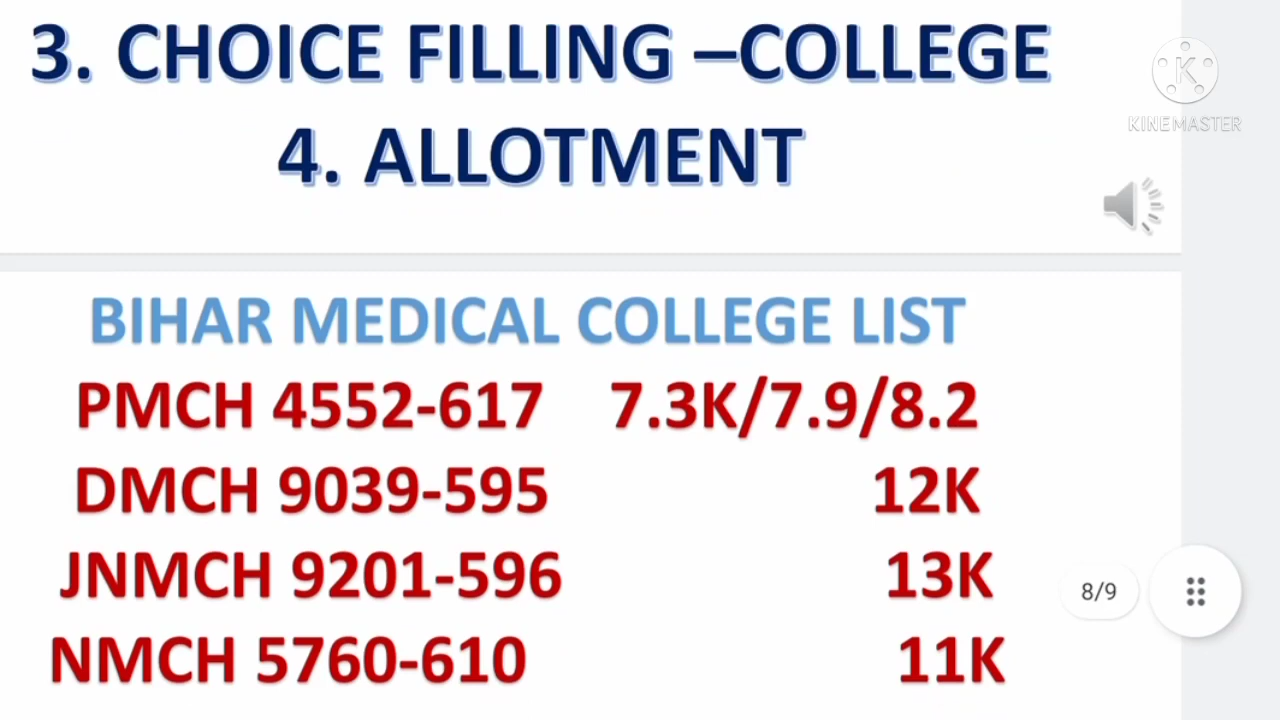 3. CHOICE FILLING –COLLEGE
4. ALLOTMENT
KINEMASTER
BIHAR MEDICAL COLLEGE LIST
PMCH 4552-617 7.3K/7.9/8.2
DMCH 9039-595 12K
JNMCH 9201-596 13K
8/9
NMCH 5760-610 11K